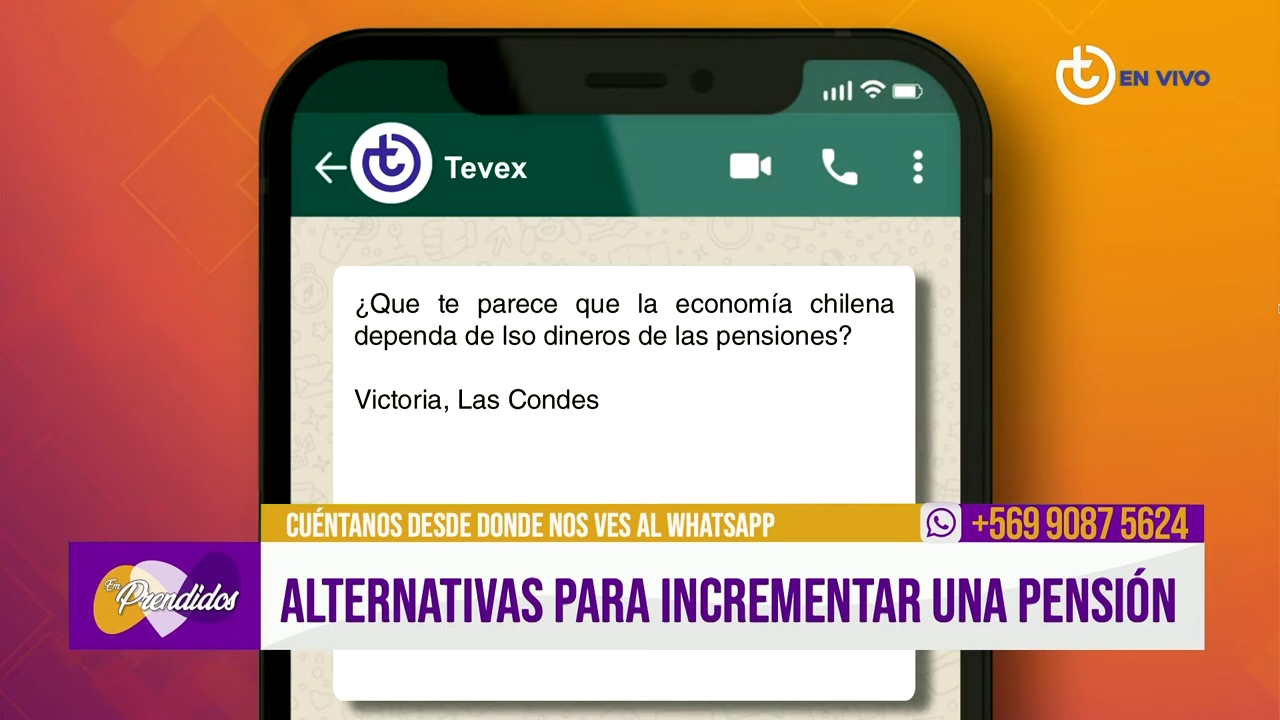 EN VIVO
Tevex
¿Que te parece que la economía chilena
dependa de lso dineros de las pensiones?
Victoria, Las Condes
CUÉNTANOS DESDE DONDE NOS VES AL WHATSAPP
+569 9087 5624
Em
Prendidos
ALTERNATIVAS PARA INCREMENTAR UNA PENSIÓN